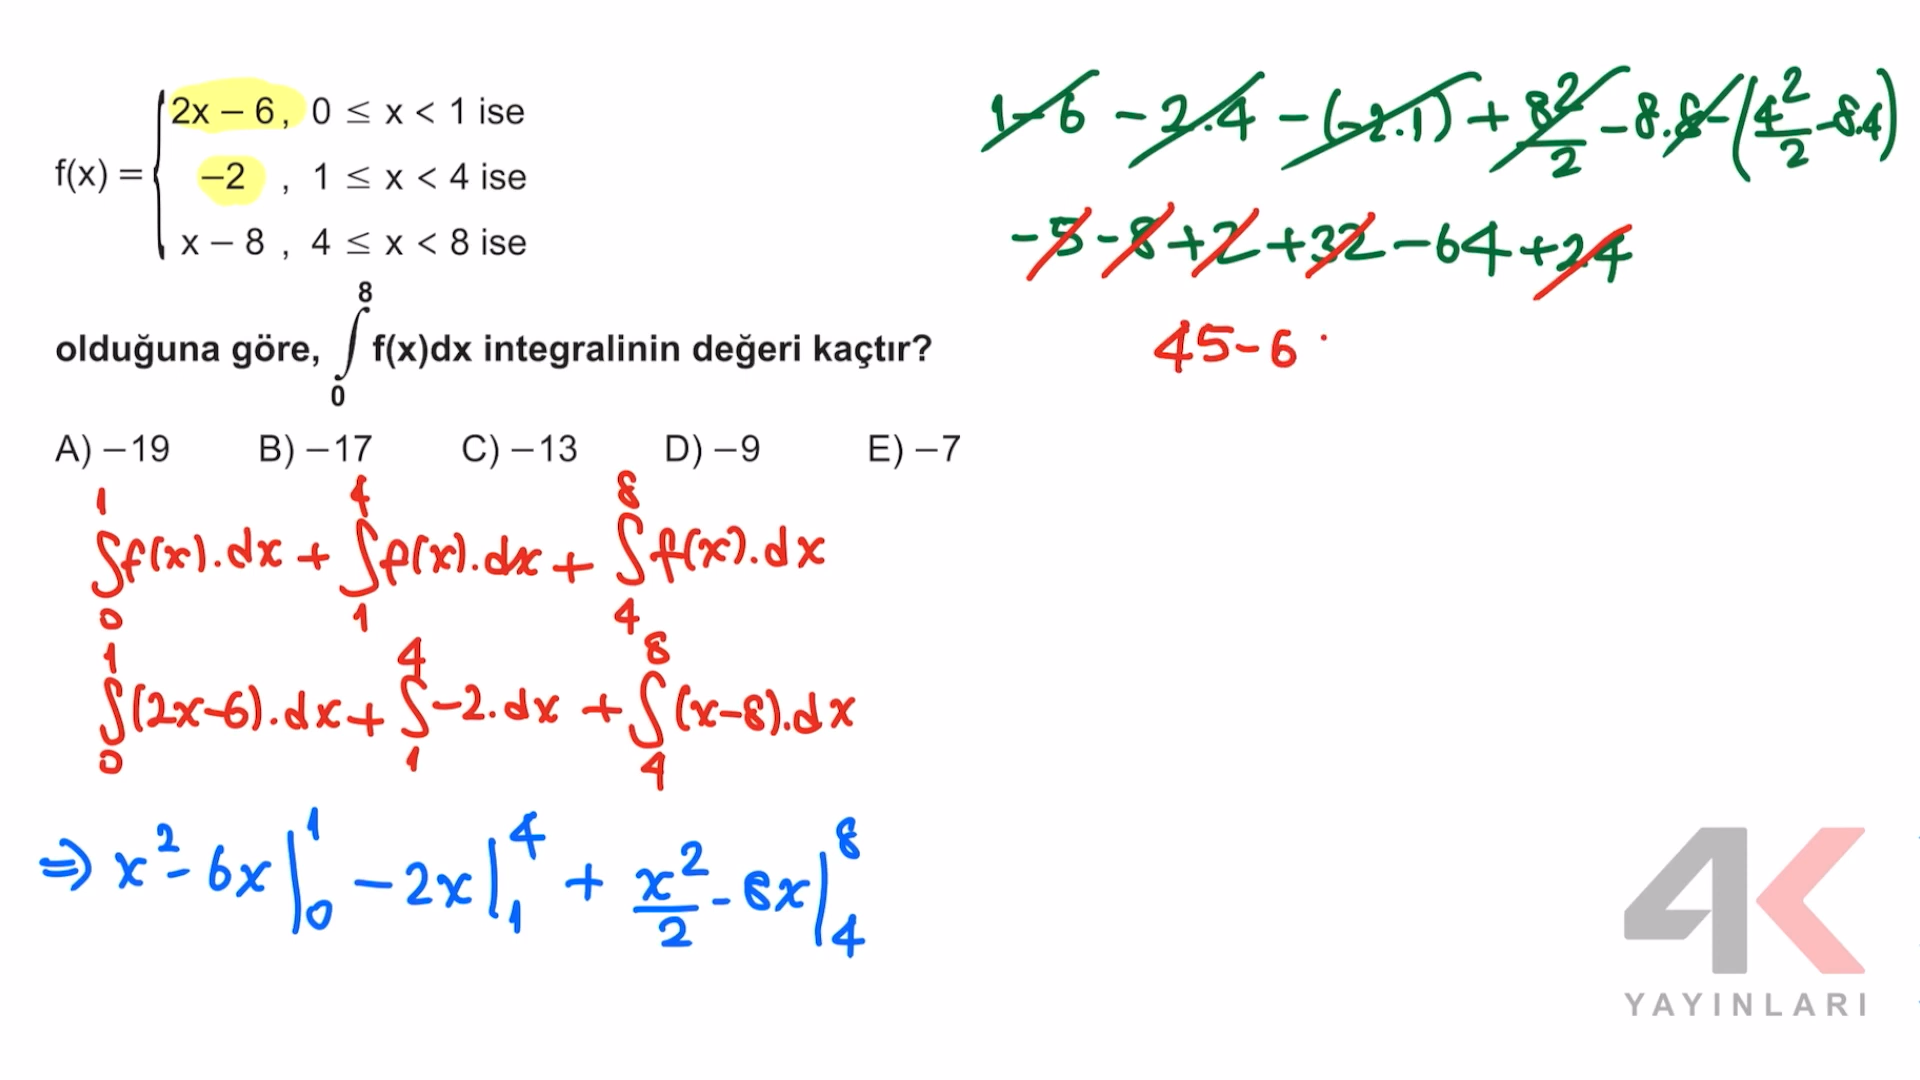 f(x) = { 2x – 6 , 0 ≤ x < 1 ise
–2 , 1 ≤ x < 4 ise
x – 8 , 4 ≤ x < 8 ise
olduğuna göre, ∫₀⁸ f(x)dx integralinin değeri kaçtır?
A) –19 B) –17 C) –13 D) –9 E) –7
∫₀¹ f(x).dx + ∫₁⁴ f(x).dx + ∫₄⁸ f(x).dx
∫₀¹ (2x-6).dx + ∫₁⁴ -2.dx + ∫₄⁸ (x-8).dx
⇒ x² - 6x |₀¹ - 2x |₁⁴ + x²/2 - 8x |₄⁸
1-6 - 2.4 - (-2.1) + 8²/2 - 8.8 - (4²/2 - 8.4)
-5 - 8 + 2 + 32 - 64 + 24
45 - 6
4K
YAYINLARI